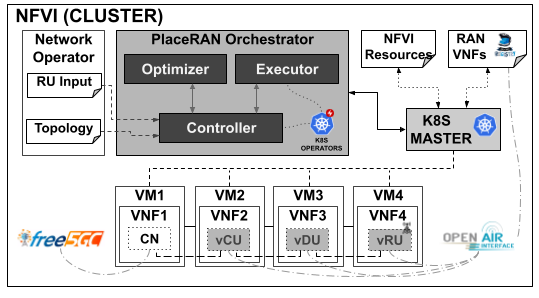 NFVI (CLUSTER)
Network
Operator
RU Input
Topology
PlaceRAN Orchestrator
Optimizer
Executor
Controller
K8S
OPERATORS
NFVI
Resources
RAN
VNFs
K8S
MASTER
VM1
VNF1
CN
VM2
VNF2
vCU
VM3
VNF3
vDU
VM4
VNF4
vRU
free5GC
OPEN AIR
INTERFACE